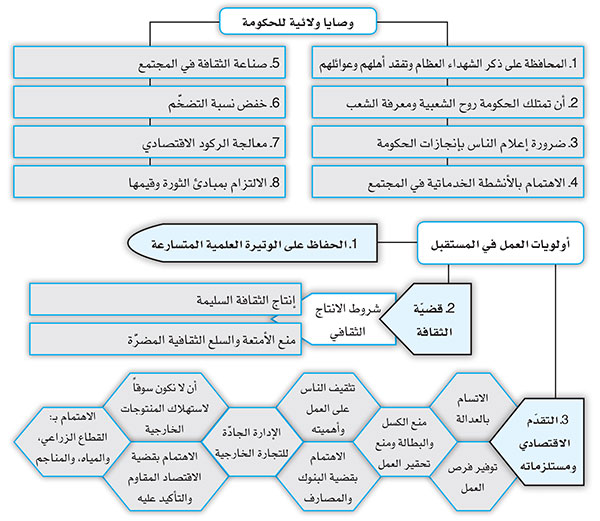 وصايا ولائية للحكومة
1. المحافظة على ذكر الشهداء العظام وتفقد أهلهم وعوائلهم
2. أن تمتلك الحكومة روح الشعبية ومعرفة الشعب
3. ضرورة إعلام الناس بإنجازات الحكومة
4. الاهتمام بالأنشطة الخدماتية في المجتمع
5. صناعة الثقافة في المجتمع
6. خفض نسبة التضخّم
7. معالجة الركود الاقتصادي
8. الالتزام بمبادئ الثورة وقيمها
أولويات العمل في المستقبل
1. الحفاظ على الوتيرة العلمية المتسارعة
2. قضيّة
الثقافة
شروط الانتاج
الثقافي
إنتاج الثقافة السليمة
منع الأمتعة والسلع الثقافية المضرّة
3. التقدّم
الاقتصادي
ومستلزماته
الاتسام
بالعدالة
توفير فرص
العمل
منع الكسل
والبطالة ومنع
تحقير العمل
تثقيف الناس
على العمل
وأهميته
الاهتمام
بقضية البنوك
والمصارف
الإدارة الجادّة
للتجارة الخارجية
أن لا نكون سوقاً
لاستهلاك المنتوجات
الخارجية
الاهتمام بقضية
الاقتصاد المقاوم
والتأكيد عليه
الاهتمام بـ:
القطاع الزراعي،
والمياه، والمناجم